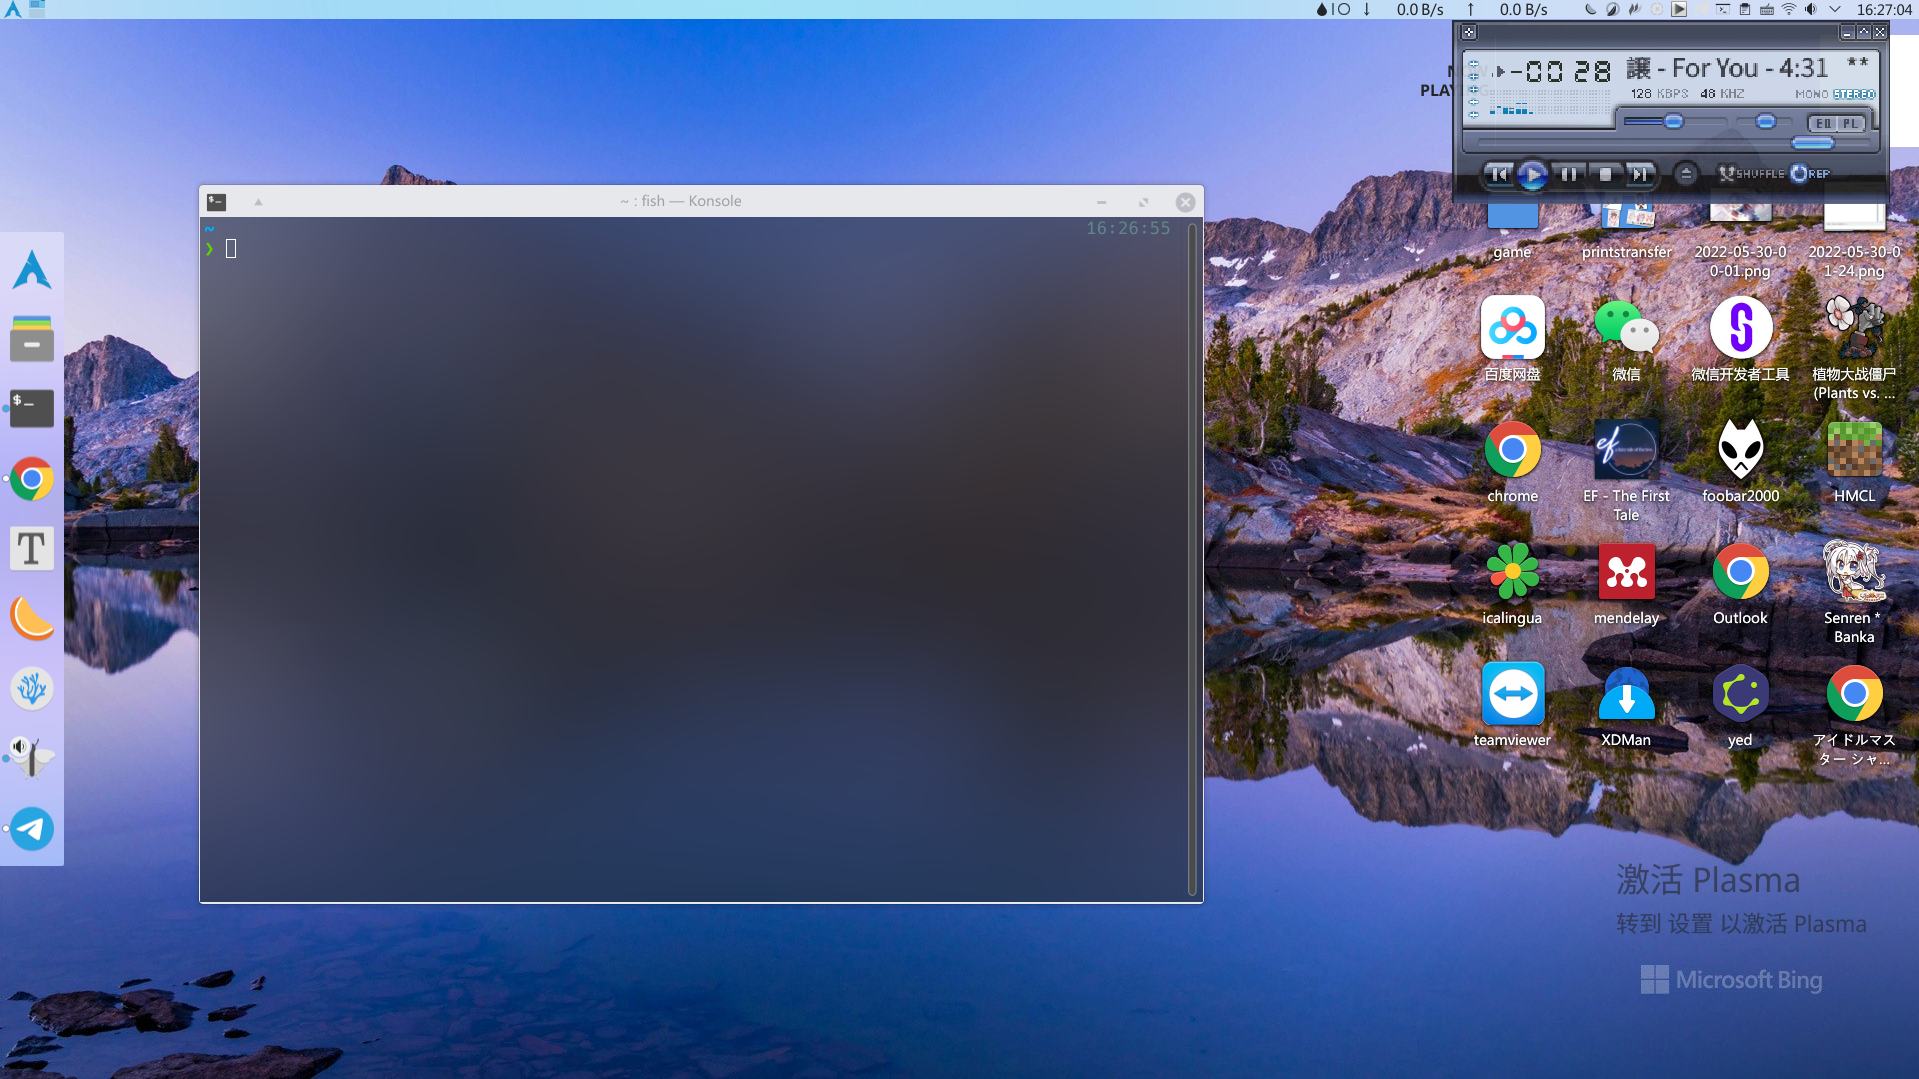 0.0 B/s
0.0 B/s
16:27:04
-00 28
譲 - For You - 4:31 **
128 KBPS 48 KHZ
MONO STEREO
EQ PL
SHUFFLE
REP
~ : fish — Konsole
~
16:26:55
❯
game
printstransfer
2022-05-30-0
0-01.png
2022-05-30-0
1-24.png
百度网盘
微信
微信开发者工具
植物大战僵尸
(Plants vs. ...
chrome
ef
EF - The First
Tale
foobar2000
HMCL
icalingua
mendelay
Outlook
Senren *
Banka
teamviewer
XDMan
yed
アイドルマス
ター シャ...
激活 Plasma
转到 设置 以激活 Plasma
Microsoft Bing